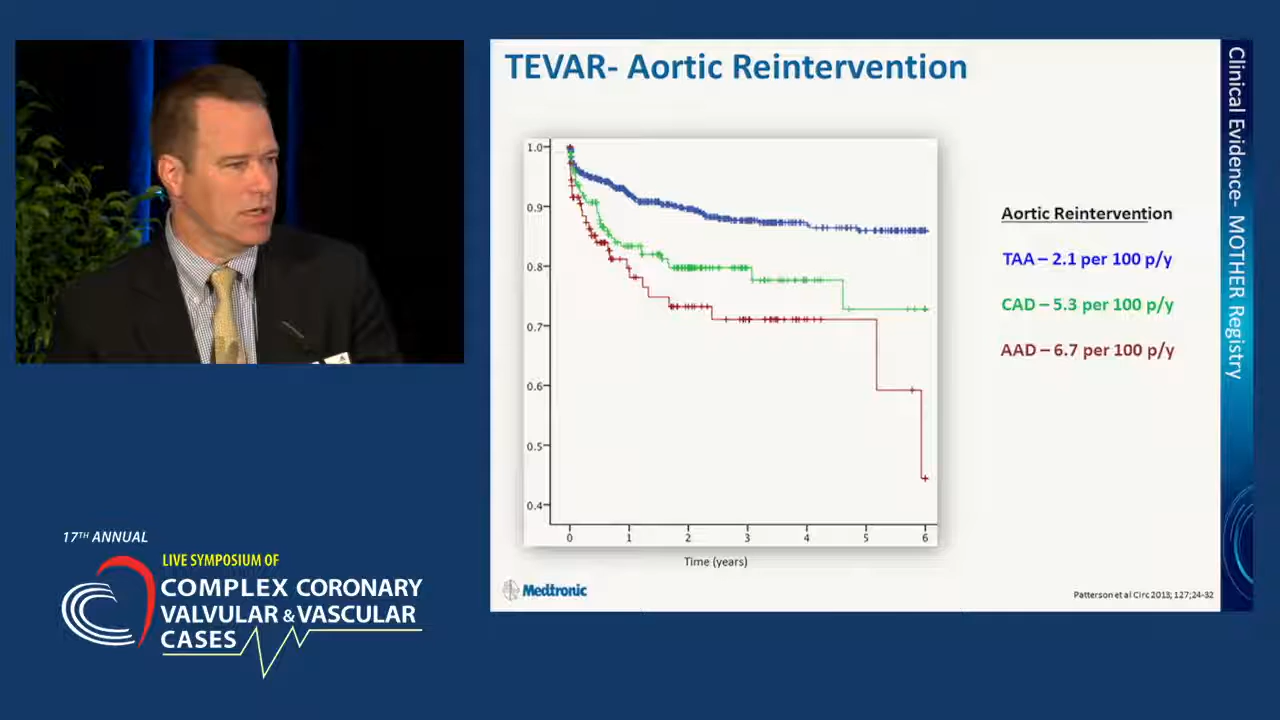 TEVAR- Aortic Reintervention
1.0
0.9
0.8
0.7
0.6
0.5
0.4
0
1
2
3
4
5
6
Time (years)
Aortic Reintervention
TAA – 2.1 per 100 p/y
CAD – 5.3 per 100 p/y
AAD – 6.7 per 100 p/y
Clinical Evidence- MOTHER Registry
Medtronic
Patterson et al Circ 2013; 127;24-32
17TH ANNUAL
LIVE SYMPOSIUM OF
COMPLEX CORONARY
VALVULAR & VASCULAR
CASES